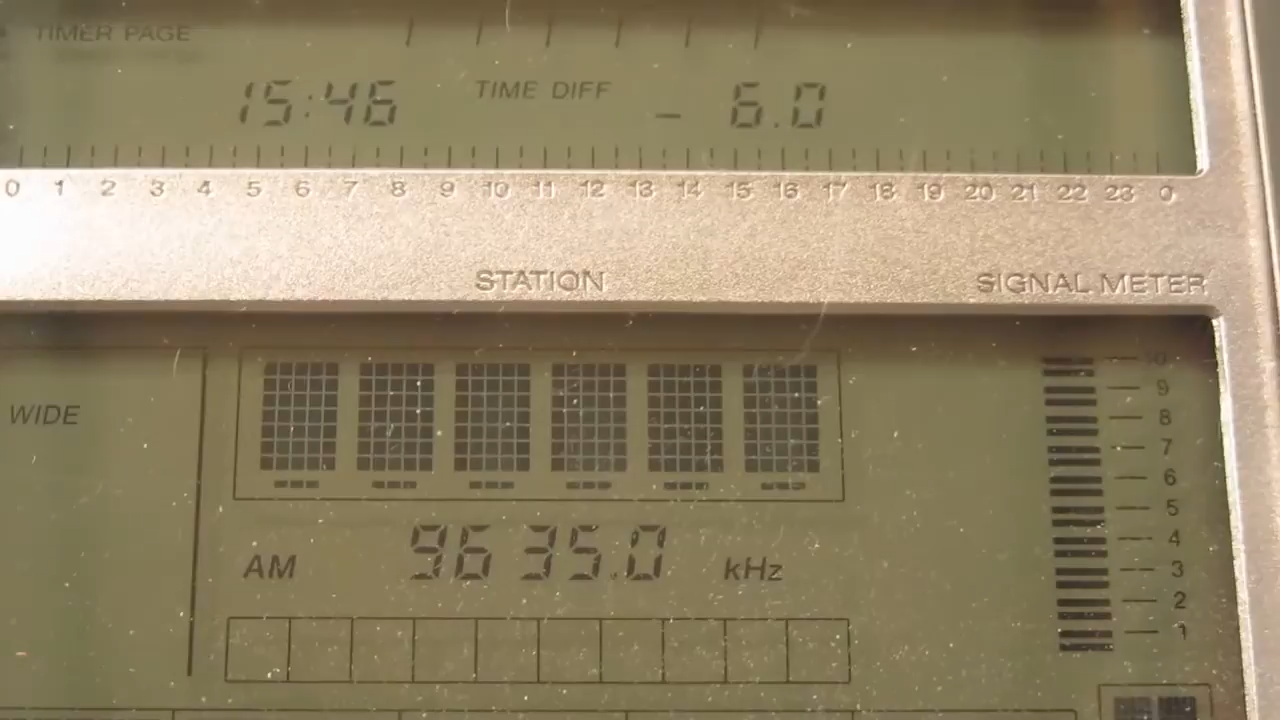 TIMER PAGE
15:46 TIME DIFF - 6.0
0 1 2 3 4 5 6 7 8 9 10 11 12 13 14 15 16 17 18 19 20 21 22 23 0
STATION SIGNAL METER
10
WIDE 9
8
7
6
5
4
AM 9635.0 kHz 3
2
1